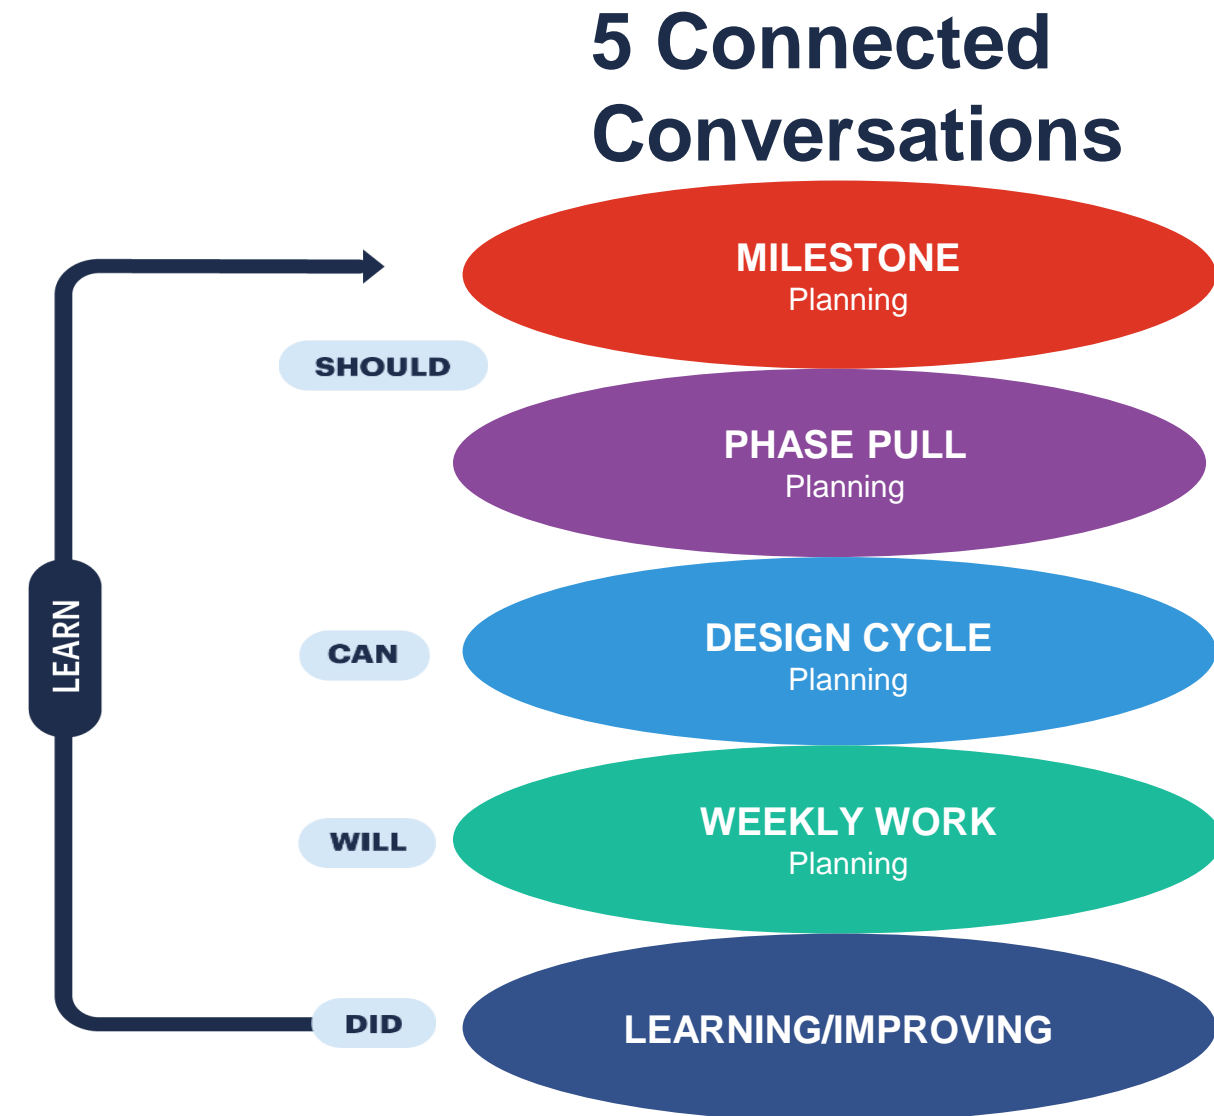 5 Connected
Conversations
MILESTONE
Planning
SHOULD
PHASE PULL
Planning
LEARN
CAN
DESIGN CYCLE
Planning
WILL
WEEKLY WORK
Planning
DID
LEARNING/IMPROVING